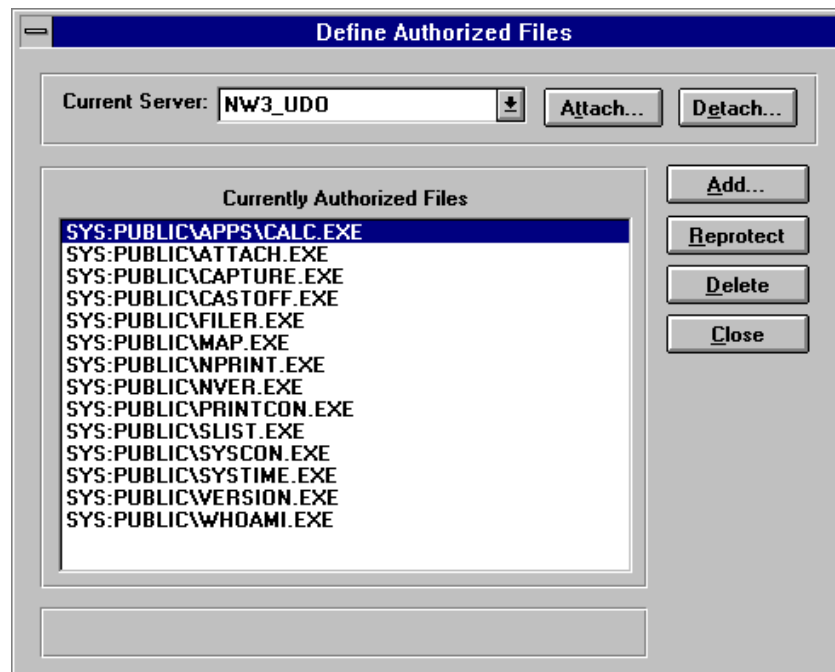 Define Authorized Files
Current Server: NW3_UDO Attach... Detach...
Currently Authorized Files
SYS:PUBLIC\APPS\CALC.EXE
SYS:PUBLIC\ATTACH.EXE
SYS:PUBLIC\CAPTURE.EXE
SYS:PUBLIC\CASTOFF.EXE
SYS:PUBLIC\FILER.EXE
SYS:PUBLIC\MAP.EXE
SYS:PUBLIC\NPRINT.EXE
SYS:PUBLIC\NVER.EXE
SYS:PUBLIC\PRINTCON.EXE
SYS:PUBLIC\SLIST.EXE
SYS:PUBLIC\SYSCON.EXE
SYS:PUBLIC\SYSTIME.EXE
SYS:PUBLIC\VERSION.EXE
SYS:PUBLIC\WHOAMI.EXE
Add...
Reprotect
Delete
Close